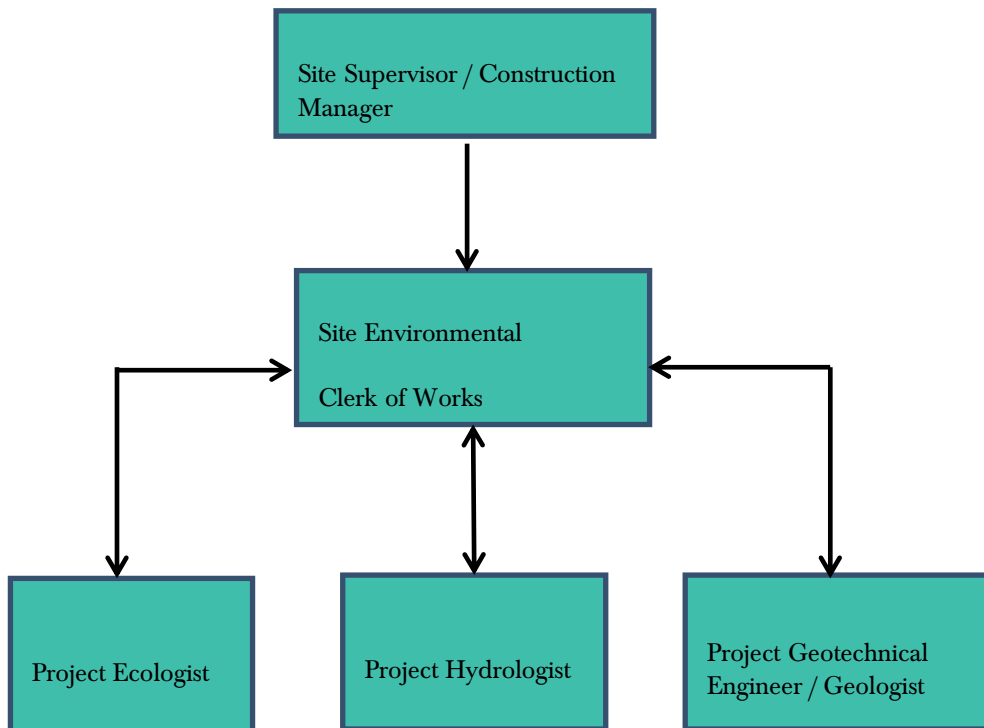 Site Supervisor / Construction
Manager
Site Environmental
Clerk of Works
Project Ecologist
Project Hydrologist
Project Geotechnical
Engineer / Geologist